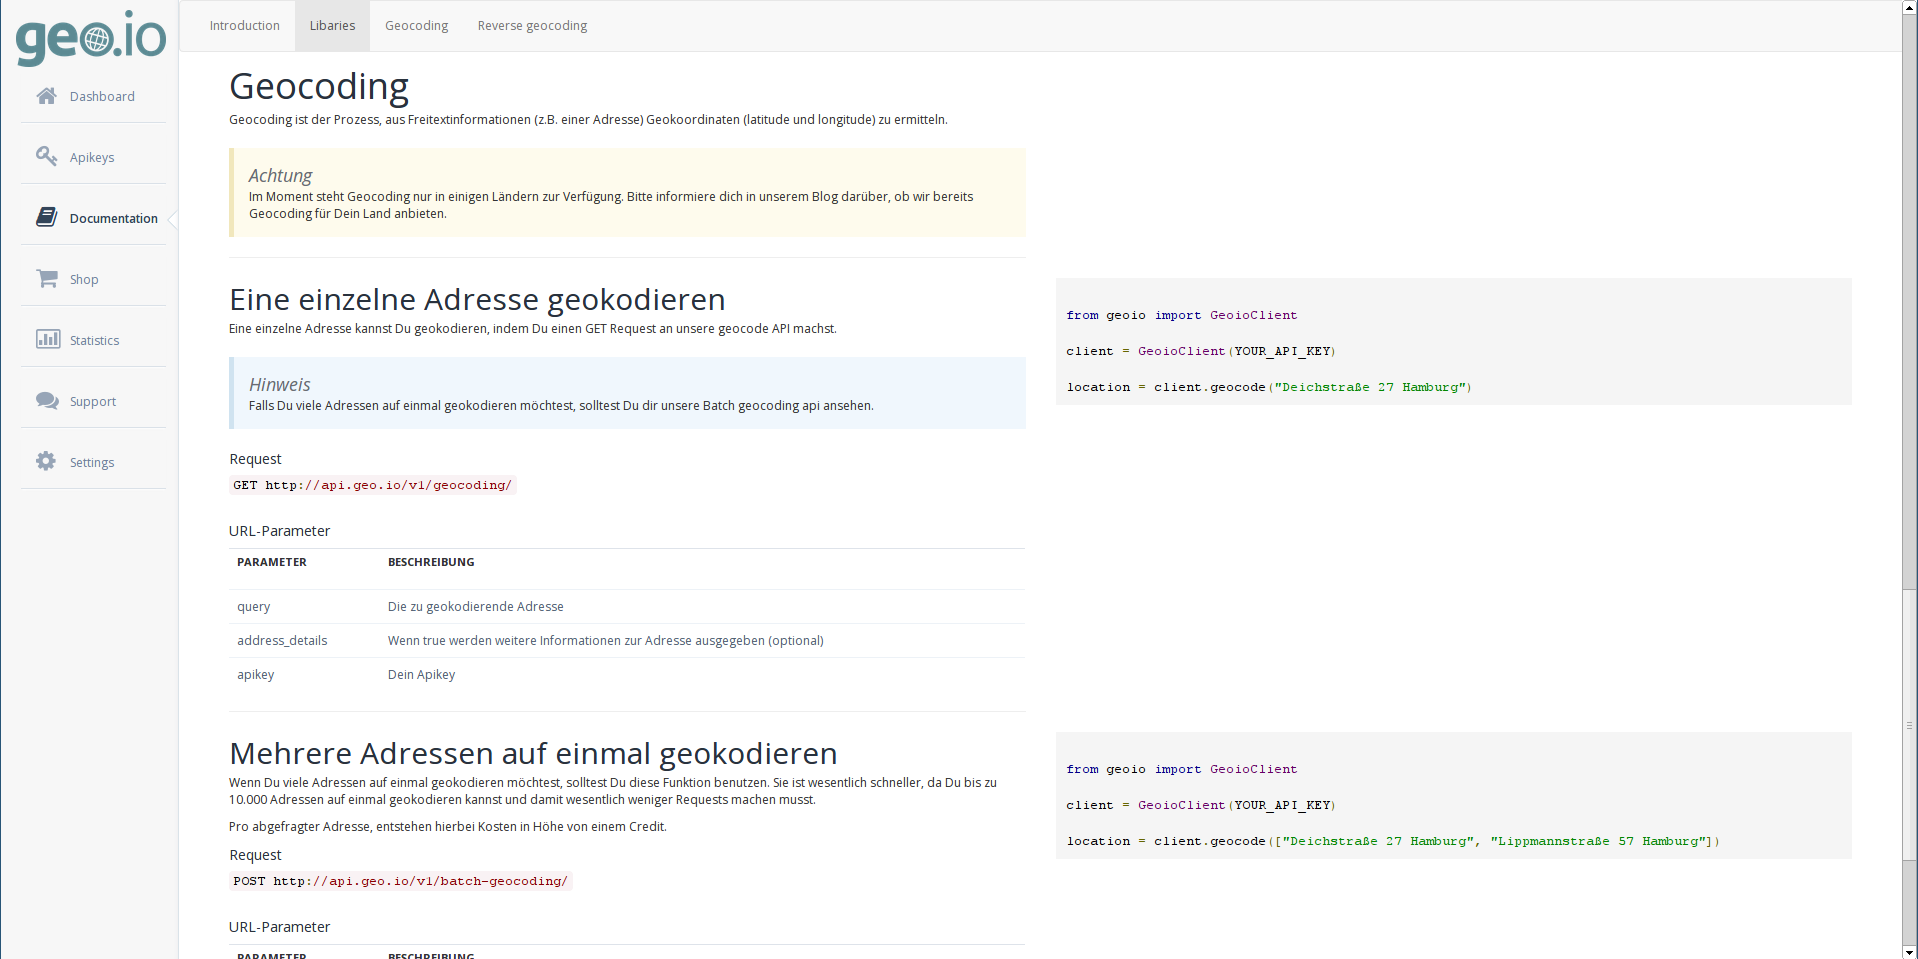 geo.io
Introduction
Libaries
Geocoding
Reverse geocoding
Dashboard
Apikeys
Documentation
Shop
Statistics
Support
Settings
Geocoding
Geocoding ist der Prozess, aus Freitextinformationen (z.B. einer Adresse) Geokoordinaten (latitude und longitude) zu ermitteln.
Achtung
Im Moment steht Geocoding nur in einigen Ländern zur Verfügung. Bitte informiere dich in unserem Blog darüber, ob wir bereits
Geocoding für Dein Land anbieten.
Eine einzelne Adresse geokodieren
Eine einzelne Adresse kannst Du geokodieren, indem Du einen GET Request an unsere geocode API machst.
Hinweis
Falls Du viele Adressen auf einmal geokodieren möchtest, solltest Du dir unsere Batch geocoding api ansehen.
from geoio import GeoioClient
client = GeoioClient(YOUR_API_KEY)
location = client.geocode("Deichstraße 27 Hamburg")
Request
GET http://api.geo.io/v1/geocoding/
URL-Parameter
PARAMETER BESCHREIBUNG
query Die zu geokodierende Adresse
address_details Wenn true werden weitere Informationen zur Adresse ausgegeben (optional)
apikey Dein Apikey
Mehrere Adressen auf einmal geokodieren
Wenn Du viele Adressen auf einmal geokodieren möchtest, solltest Du diese Funktion benutzen. Sie ist wesentlich schneller, da Du bis zu
10.000 Adressen auf einmal geokodieren kannst und damit wesentlich weniger Requests machen musst.
Pro abgefragter Adresse, entstehen hierbei Kosten in Höhe von einem Credit.
from geoio import GeoioClient
client = GeoioClient(YOUR_API_KEY)
location = client.geocode(["Deichstraße 27 Hamburg", "Lippmannstraße 57 Hamburg"])
Request
POST http://api.geo.io/v1/batch-geocoding/
URL-Parameter
PARAMETER BESCHREIBUNG